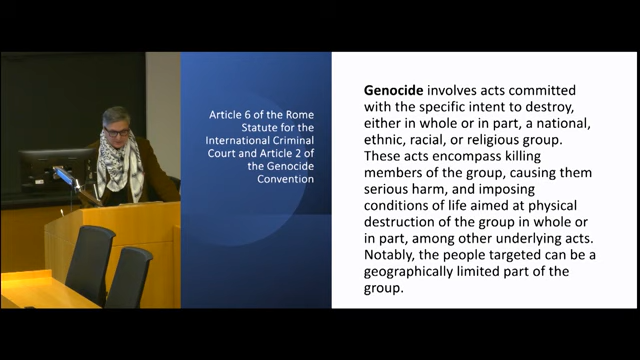 Article 6 of the Rome
Statute for the
International Criminal
Court and Article 2 of
the Genocide
Convention
Genocide involves acts committed
with the specific intent to destroy,
either in whole or in part, a national,
ethnic, racial, or religious group.
These acts encompass killing
members of the group, causing them
serious harm, and imposing
conditions of life aimed at physical
destruction of the group in whole or
in part, among other underlying acts.
Notably, the people targeted can be a
geographically limited part of the
group.